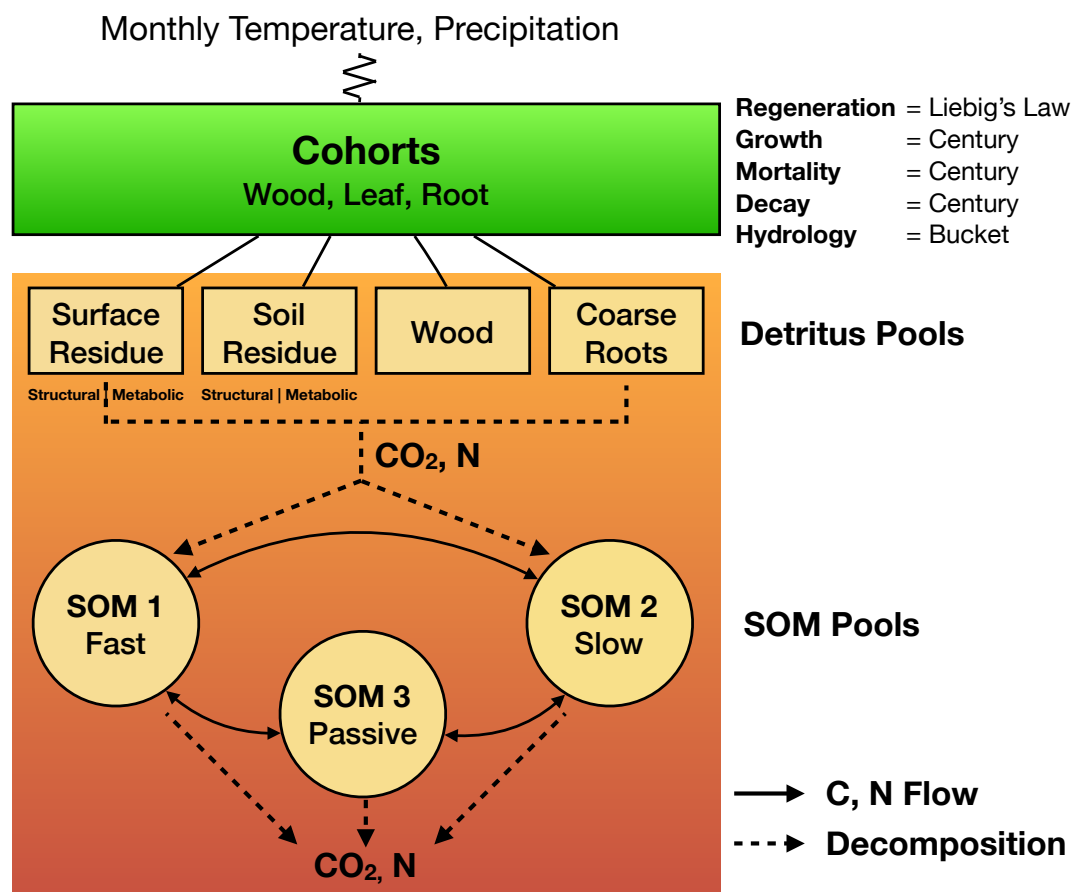 Monthly Temperature, Precipitation
Cohorts
Wood, Leaf, Root
Regeneration = Liebig's Law
Growth = Century
Mortality = Century
Decay = Century
Hydrology = Bucket
Surface
Residue
Soil
Residue
Wood
Coarse
Roots
Detritus Pools
Structural | Metabolic
Structural | Metabolic
CO₂, N
SOM 1
Fast
SOM 2
Slow
SOM 3
Passive
SOM Pools
CO₂, N
C, N Flow
Decomposition